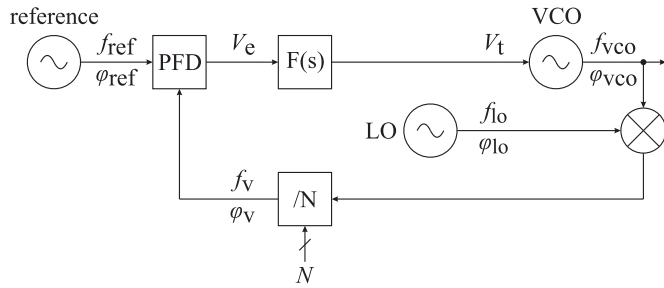 reference
VCO
f_ref
φ_ref
PFD
V_e
F(s)
V_t
f_vco
φ_vco
LO
f_lo
φ_lo
f_v
φ_v
/N
N